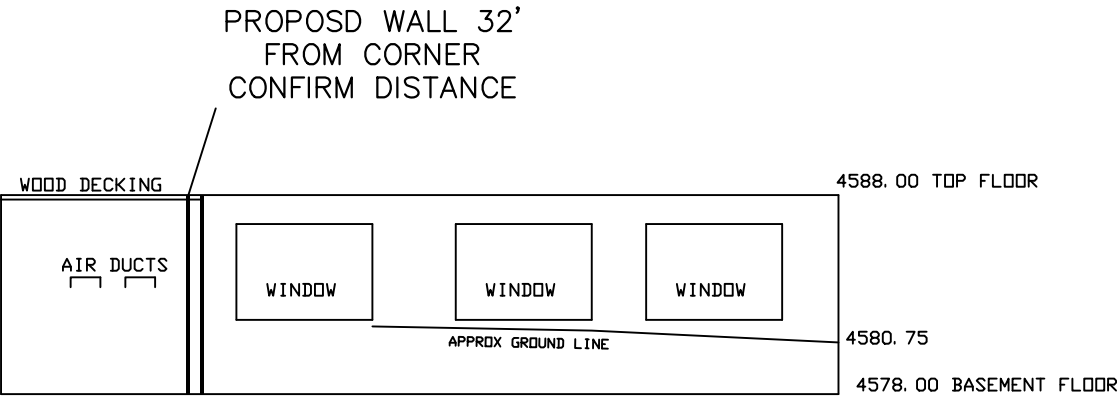 PROPOSD WALL 32'
FROM CORNER
CONFIRM DISTANCE
WOOD DECKING
4588.00 TOP FLOOR
AIR DUCTS
WINDOW
WINDOW
WINDOW
APPROX GROUND LINE
4580.75
4578.00 BASEMENT FLOOR